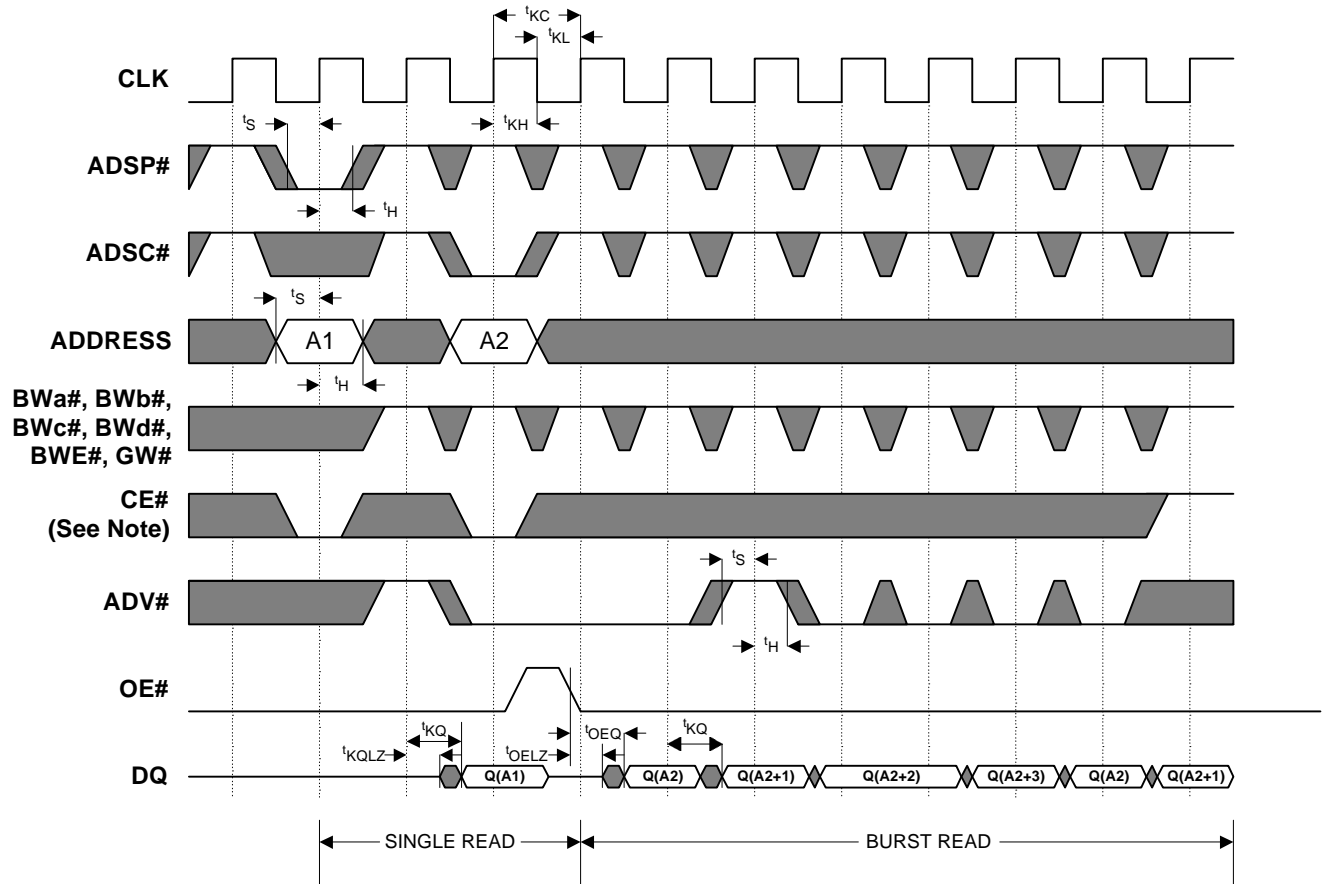 tKC
tKL
CLK
tS
tKH
ADSP#
tH
ADSC#
tS
ADDRESS
A1
A2
tH
BWa#, BWb#,
BWc#, BWd#,
BWE#, GW#
CE#
(See Note)
tS
ADV#
tH
OE#
tKQ
tOEQ
tKQ
tKQLZ
tOELZ
DQ
Q(A1)
Q(A2)
Q(A2+1)
Q(A2+2)
Q(A2+3)
Q(A2)
Q(A2+1)
SINGLE READ
BURST READ